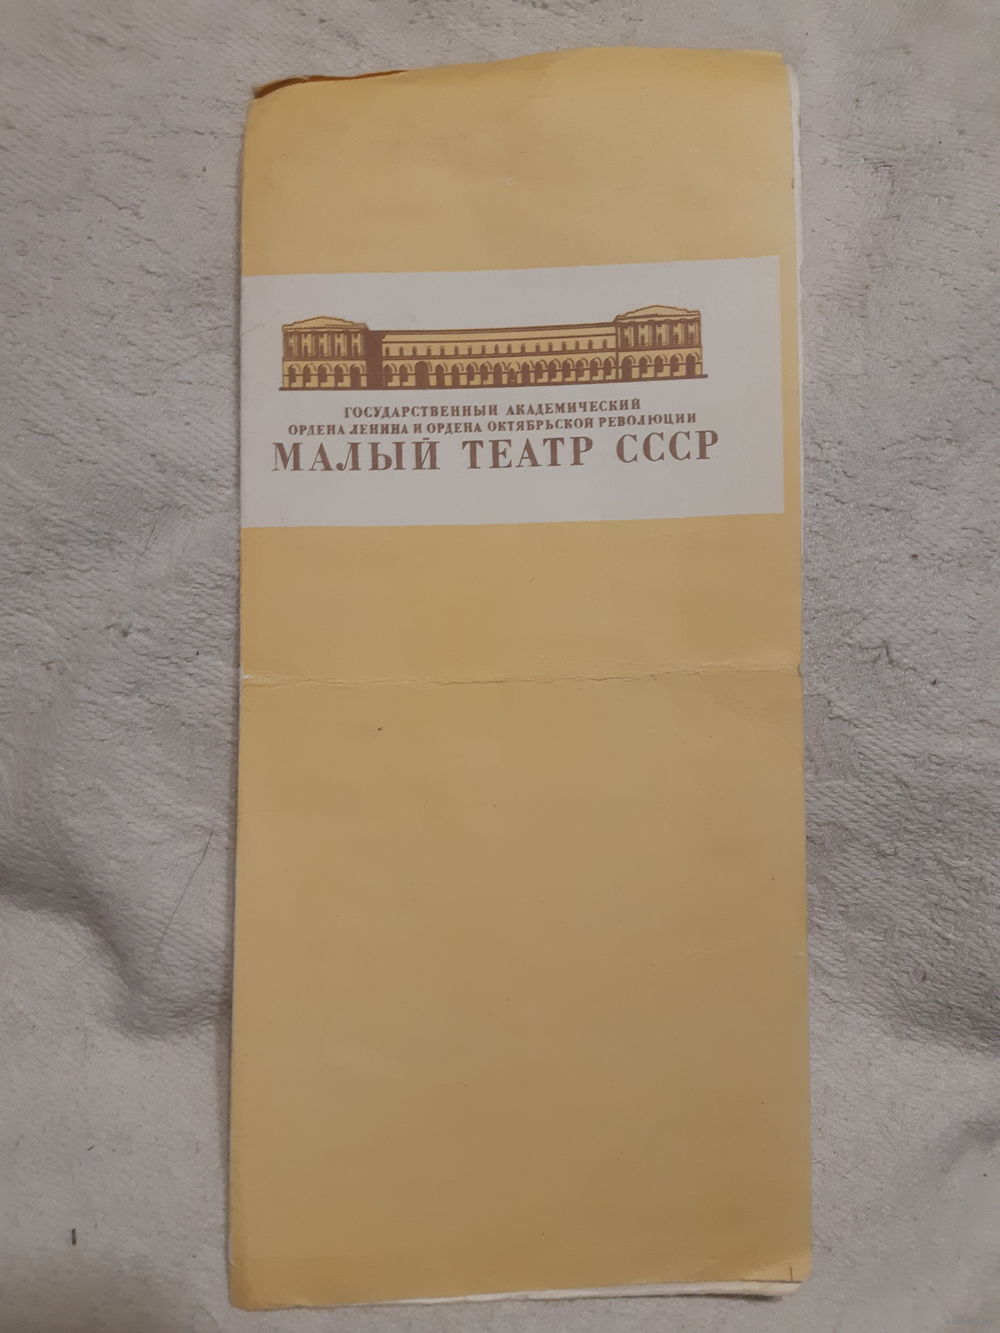 ГОСУДАРСТВЕННЫЙ АКАДЕМИЧЕСКИЙ
ОРДЕНА ЛЕНИНА И ОРДЕНА ОКТЯБРЬСКОЙ РЕВОЛЮЦИИ
МАЛЫЙ ТЕАТР СССР